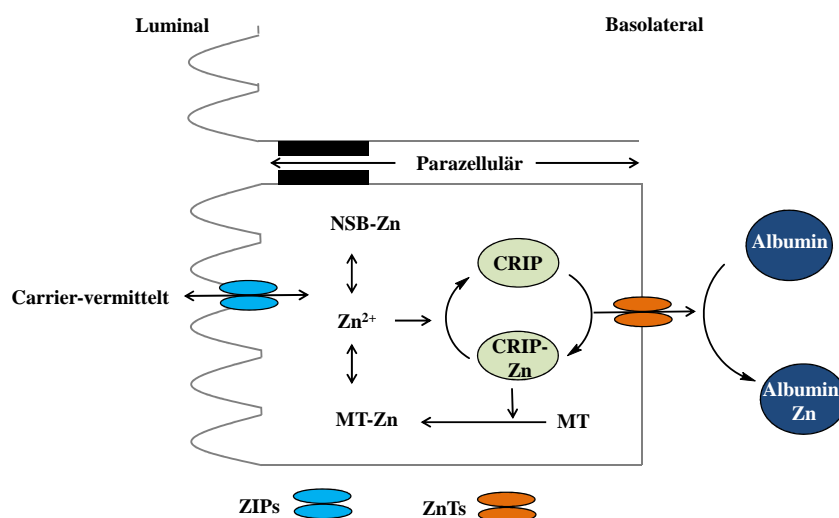 Luminal
Basolateral
Parazellulär
NSB-Zn
CRIP
Albumin
Carrier-vermittelt
Zn²⁺
CRIP-
Zn
Albumin
Zn
MT-Zn
MT
ZIPs
ZnTs